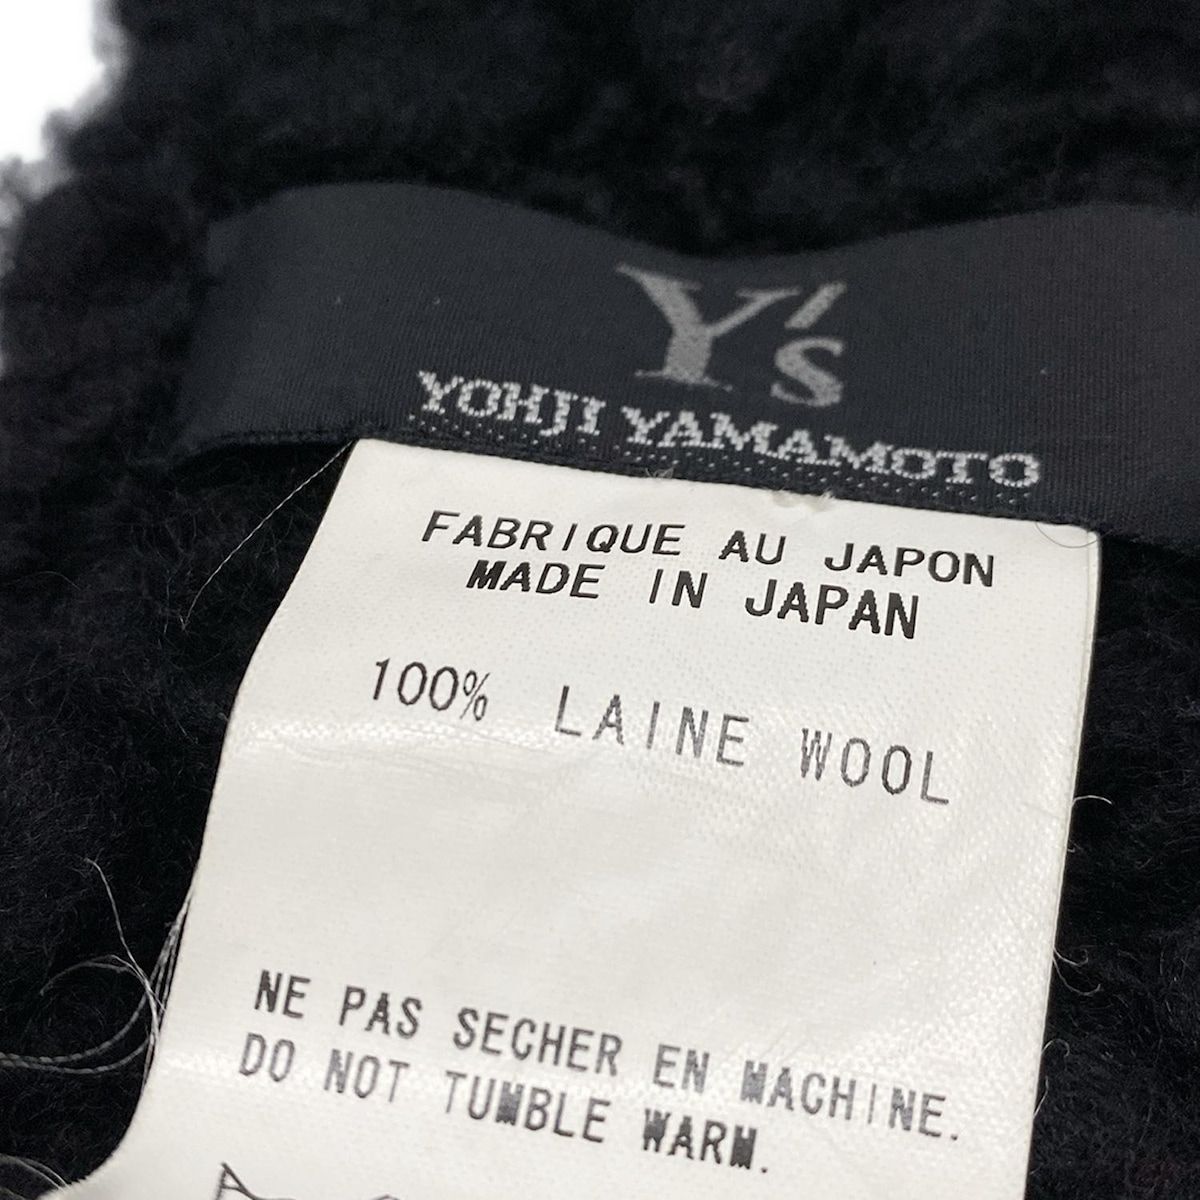 Y's
YOHJI YAMAMOTO
FABRIQUE AU JAPON
MADE IN JAPAN
100% LAINE WOOL
NE PAS SECHER EN MACHINE.
DO NOT TUMBLE WARM.